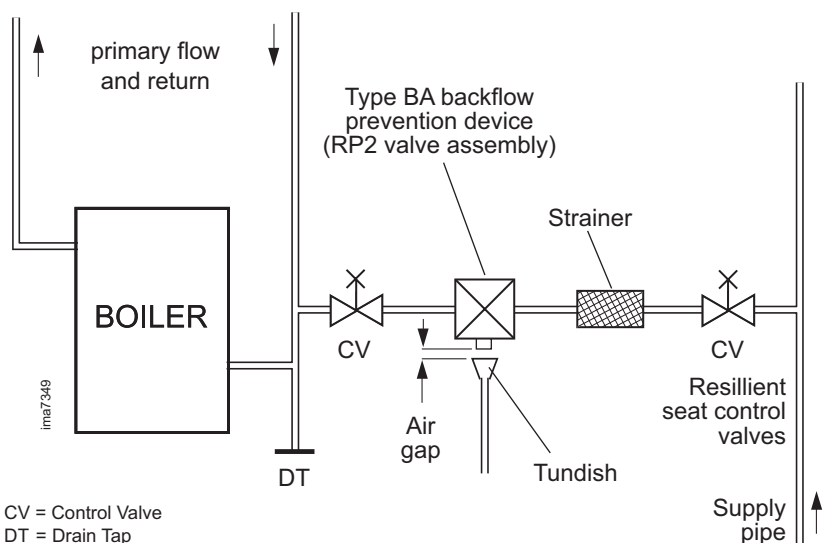 primary flow
and return
Type BA backflow
prevention device
(RP2 valve assembly)
Strainer
BOILER
CV
CV
Resillient
seat control
valves
Air
gap
Tundish
DT
Supply
pipe
ima7349
CV = Control Valve
DT = Drain Tap